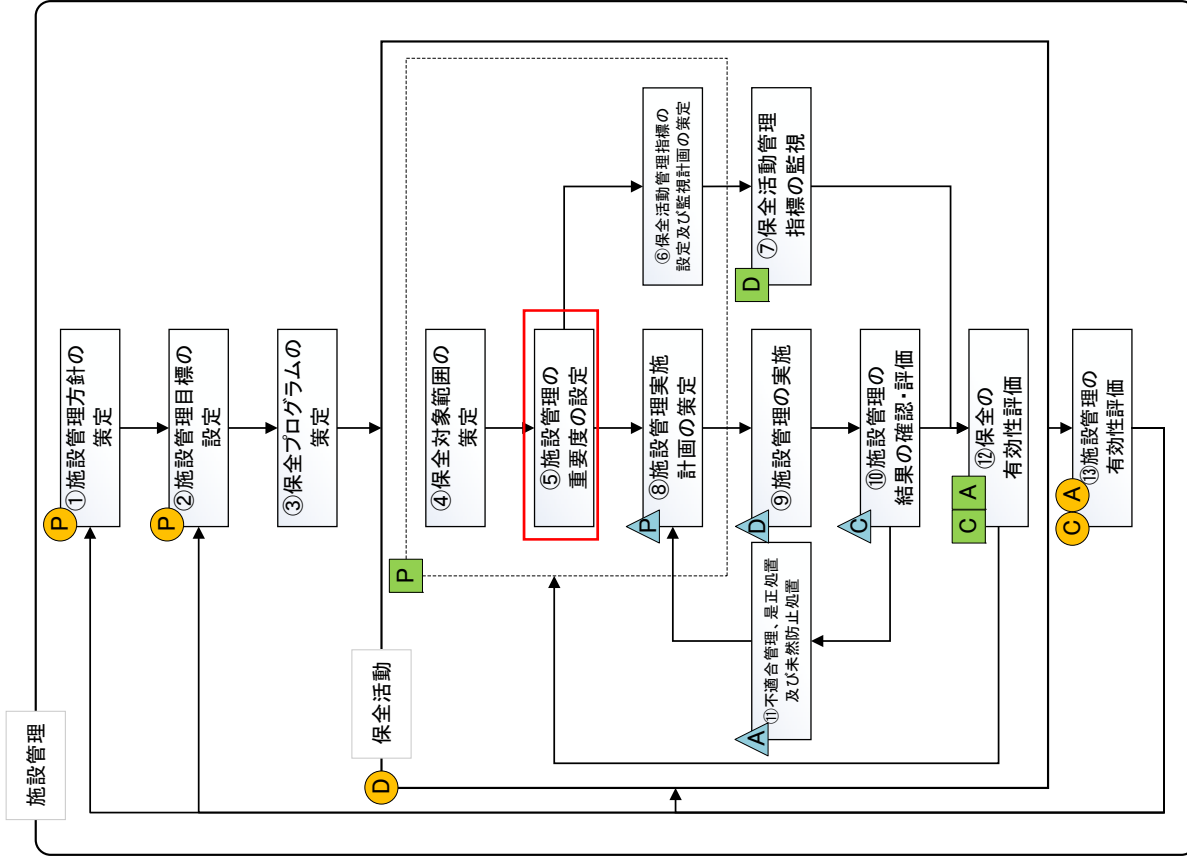 施設管理
P
①施設管理方針の
策定
P
②施設管理目標の
設定
③保全プログラムの
策定
D
保全活動
P
④保全対象範囲の
策定
⑤施設管理の
重要度の設定
⑥保全活動管理指標の
設定及び監視計画の策定
P
⑧施設管理実施
計画の策定
D
⑦保全活動管理
指標の監視
D
⑨施設管理の実施
A
⑪不適合管理、是正処置
及び未然防止処置
C
⑩施設管理の
結果の確認・評価
C
A
⑫保全の
有効性評価
C
A
⑬施設管理の
有効性評価